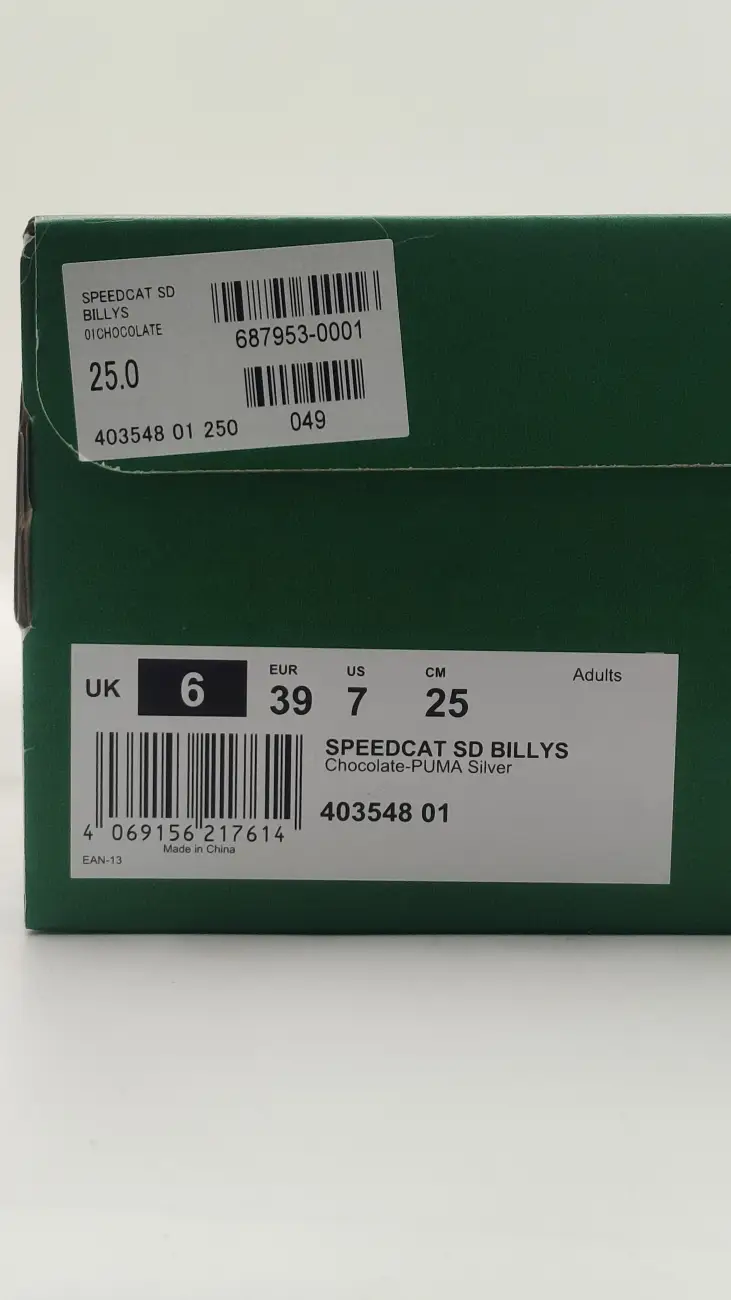 SPEEDCAT SD
BILLYS
01CHOCOLATE
687953-0001
25.0
049
403548 01 250
UK 6
EUR 39
US 7
CM 25
Adults
SPEEDCAT SD BILLYS
Chocolate-PUMA Silver
403548 01
4 069156 217614
Made in China
EAN-13